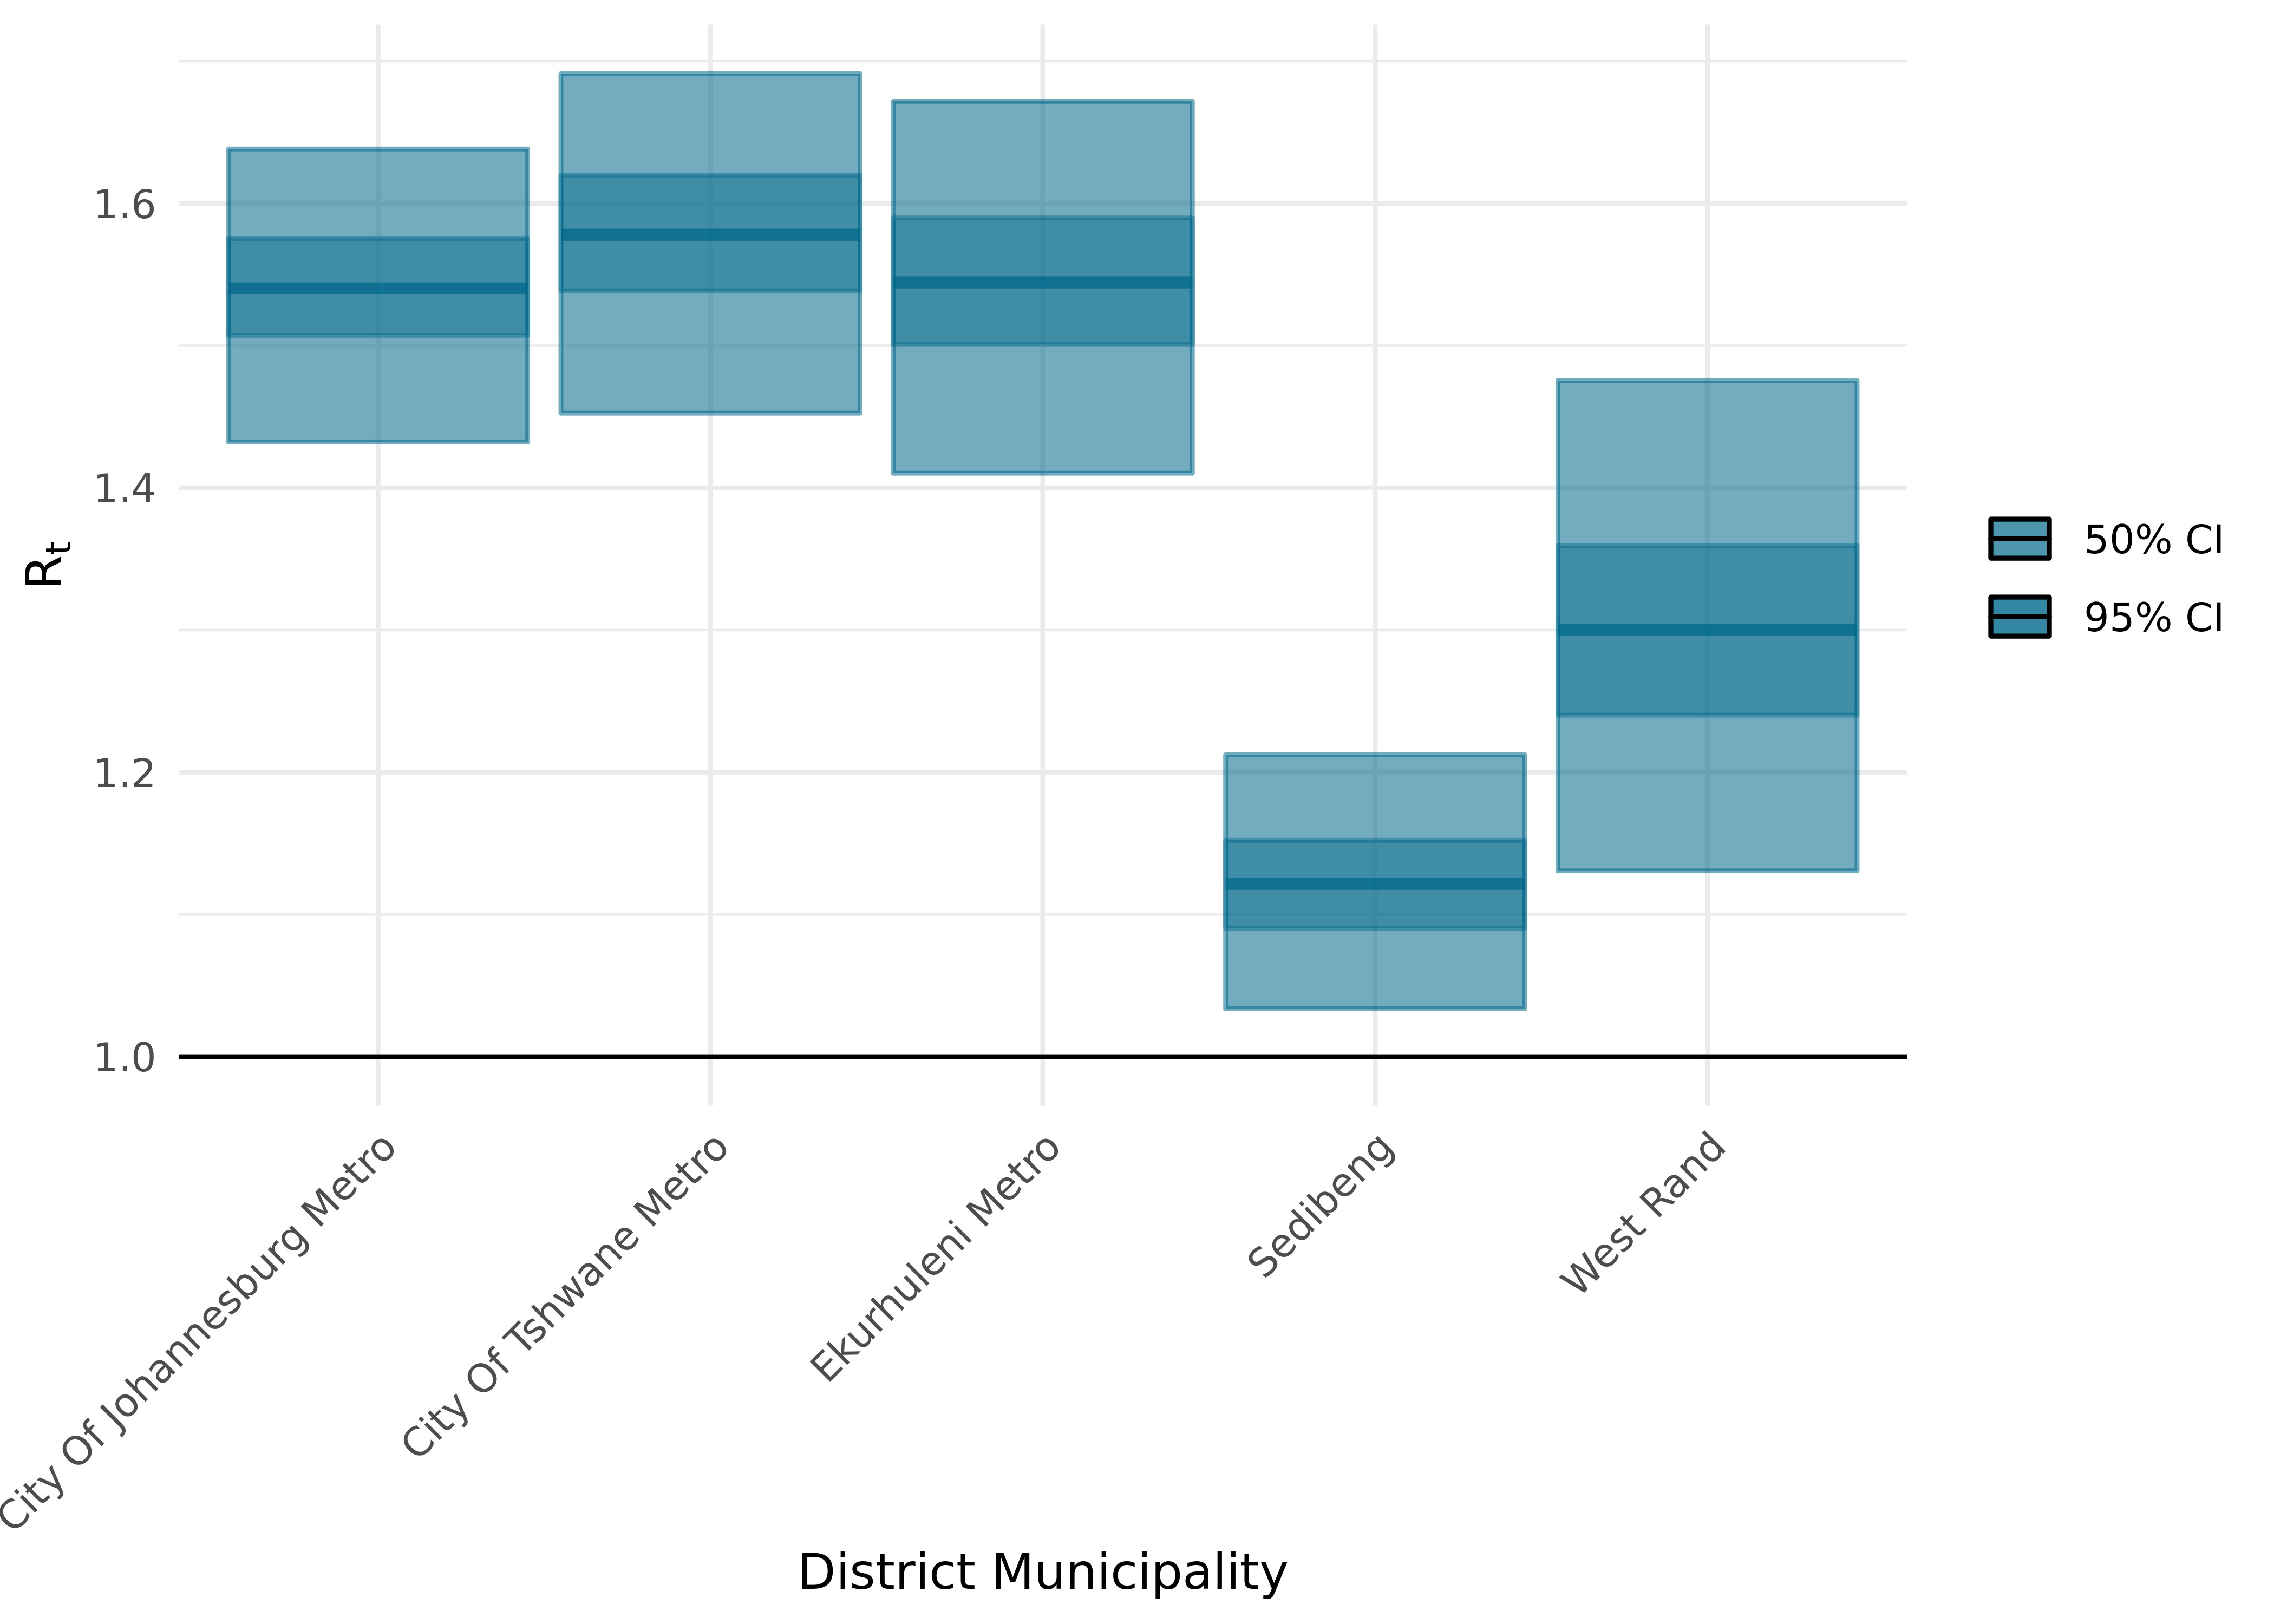 1.6
1.4
1.2
1.0
Rt
City Of Johannesburg Metro
City Of Tshwane Metro
Ekurhuleni Metro
Sedibeng
West Rand
District Municipality
50% CI
95% CI